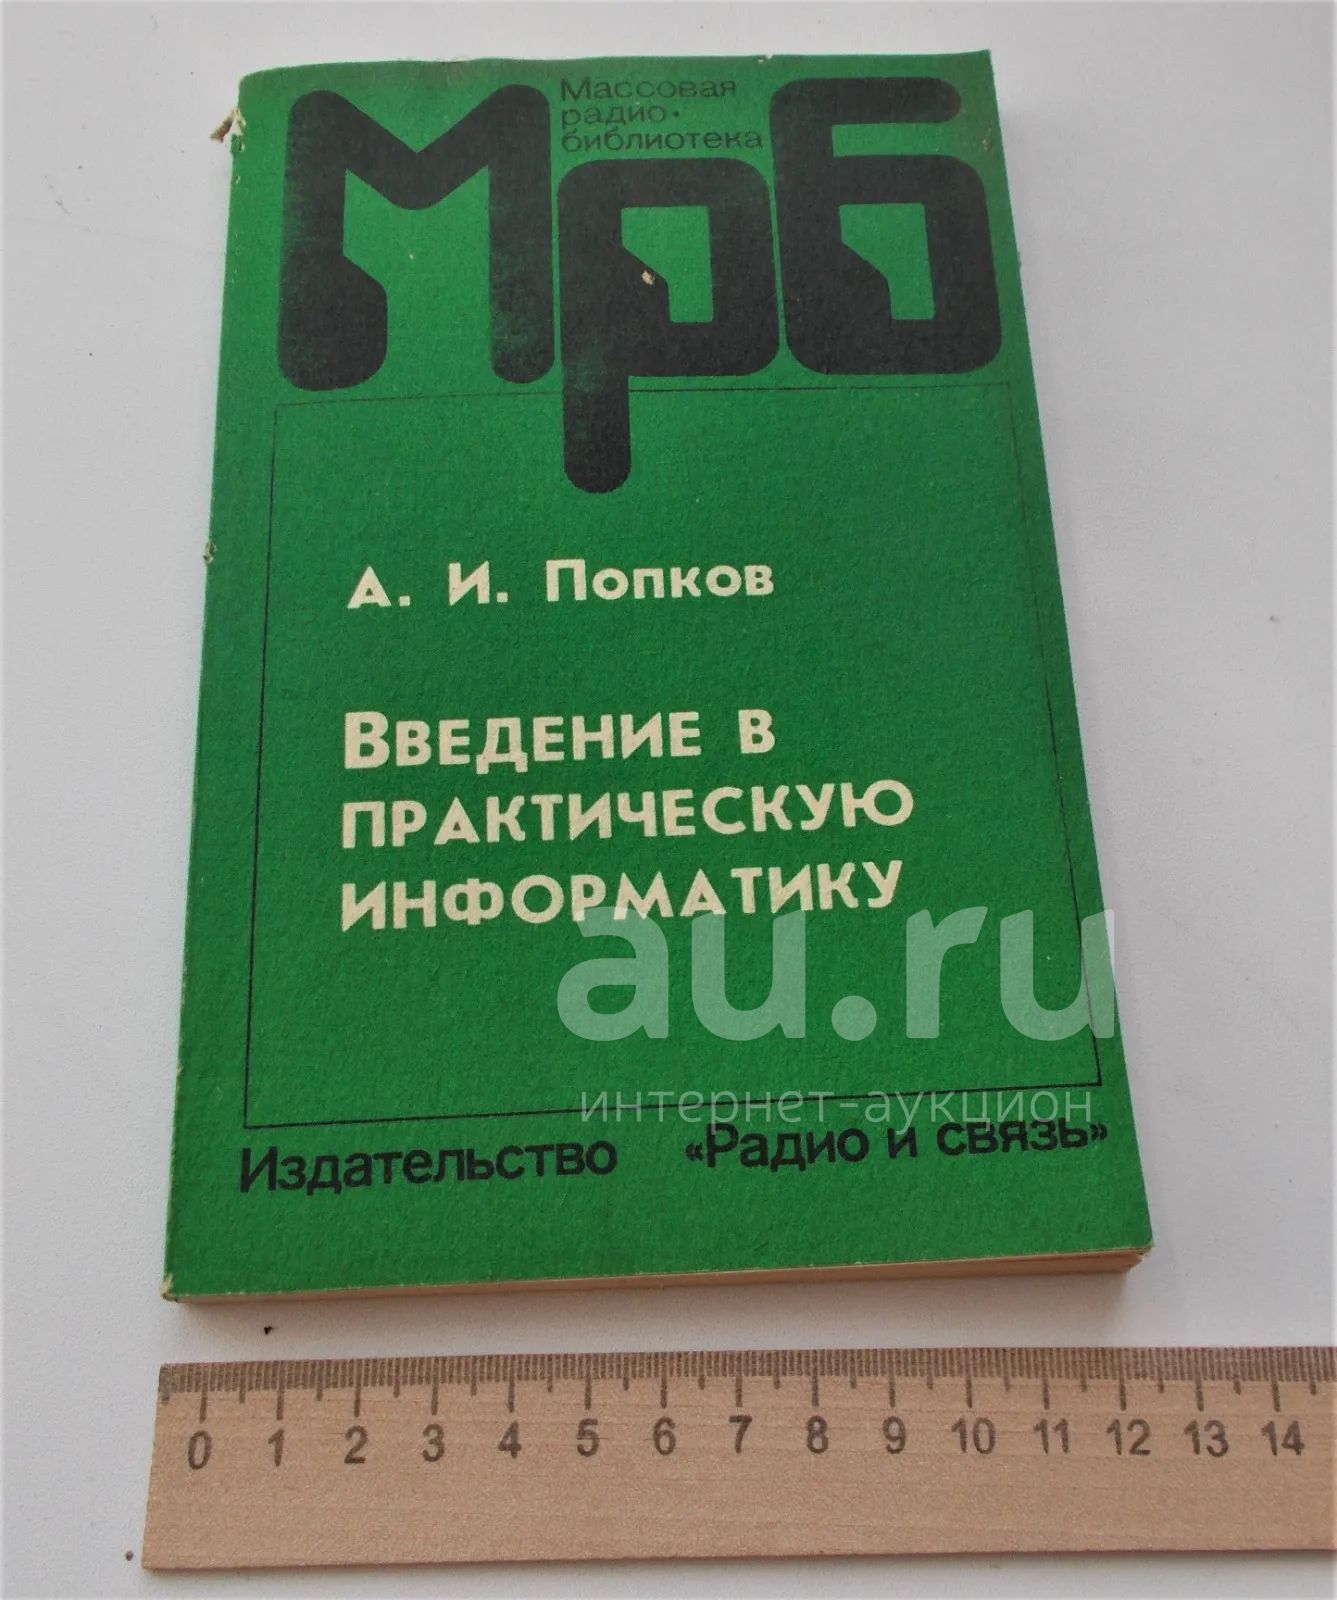 Мрб
Массовая
радио-
библиотека
А. И. Попков
Введение в
практическую
информатику
au.ru
интернет-аукцион
Издательство «Радио и связь»
0 1 2 3 4 5 6 7 8 9 10 11 12 13 14